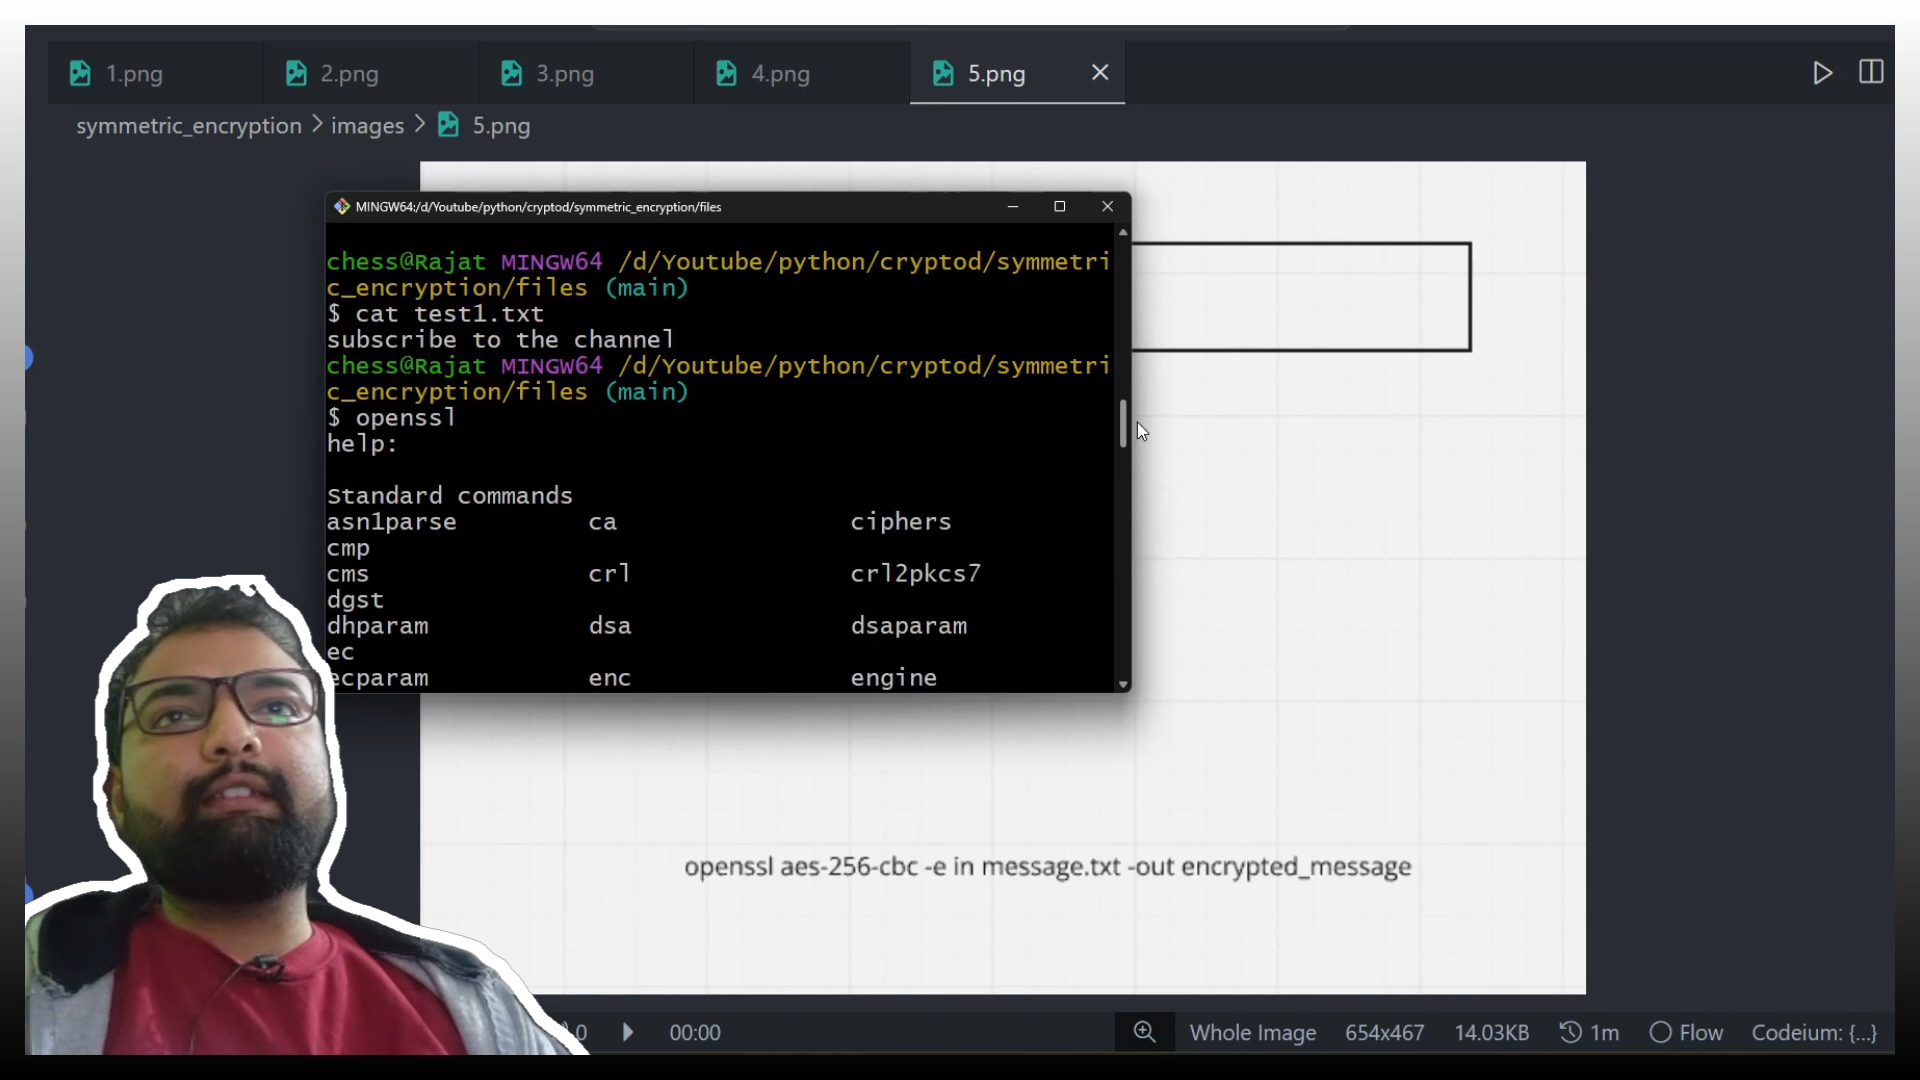 1.png 2.png 3.png 4.png 5.png
symmetric_encryption > images > 5.png
MINGW64:/d/Youtube/python/cryptod/symmetric_encryption/files
chess@Rajat MINGW64 /d/Youtube/python/cryptod/symmetri
c_encryption/files (main)
$ cat test1.txt
subscribe to the channel
chess@Rajat MINGW64 /d/Youtube/python/cryptod/symmetri
c_encryption/files (main)
$ openssl
help:
Standard commands
asn1parse ca ciphers
cmp
cms crl crl2pkcs7
dgst
dhparam dsa dsaparam
ec
ecparam enc engine
openssl aes-256-cbc -e in message.txt -out encrypted_message
0 00:00 Whole Image 654x467 14.03KB 1m Flow Codeium: {...}